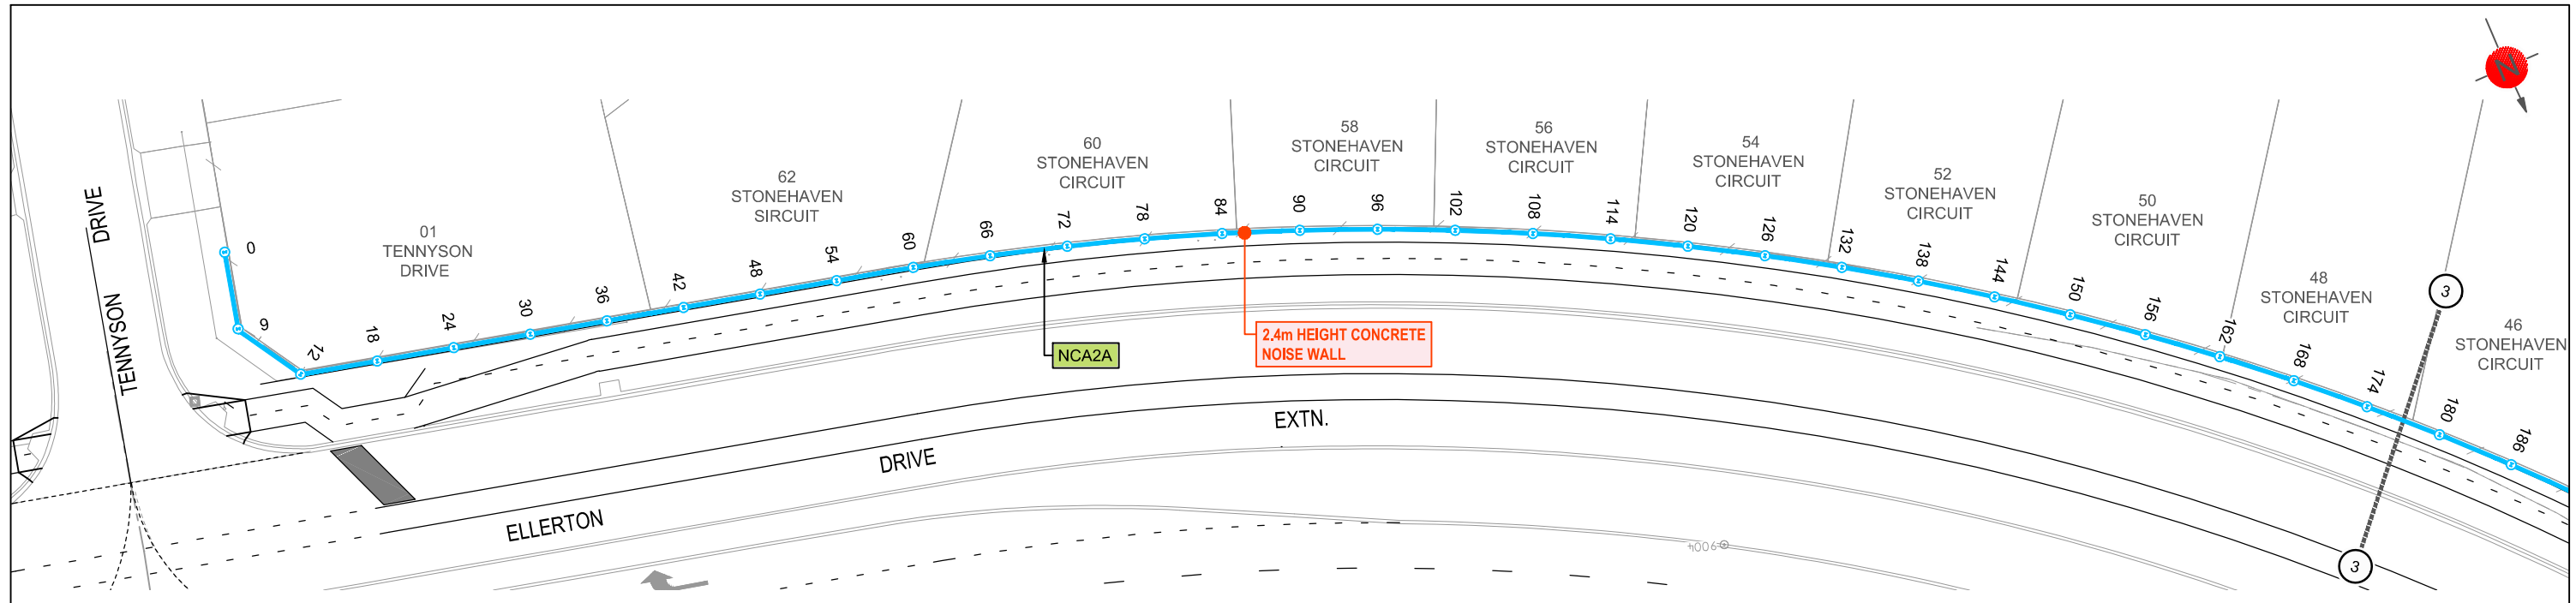 N
01
TENNYSON
DRIVE
62
STONEHAVEN
SIRCUIT
60
STONEHAVEN
CIRCUIT
58
STONEHAVEN
CIRCUIT
56
STONEHAVEN
CIRCUIT
54
STONEHAVEN
CIRCUIT
52
STONEHAVEN
CIRCUIT
50
STONEHAVEN
CIRCUIT
48
STONEHAVEN
CIRCUIT
46
STONEHAVEN
CIRCUIT
0
6
12
18
24
30
36
42
48
54
60
66
72
78
84
90
96
102
108
114
120
126
132
138
144
150
156
162
168
174
180
186
NCA2A
2.4m HEIGHT CONCRETE
NOISE WALL
3
3
TENNYSON DRIVE
ELLERTON DRIVE EXTN.